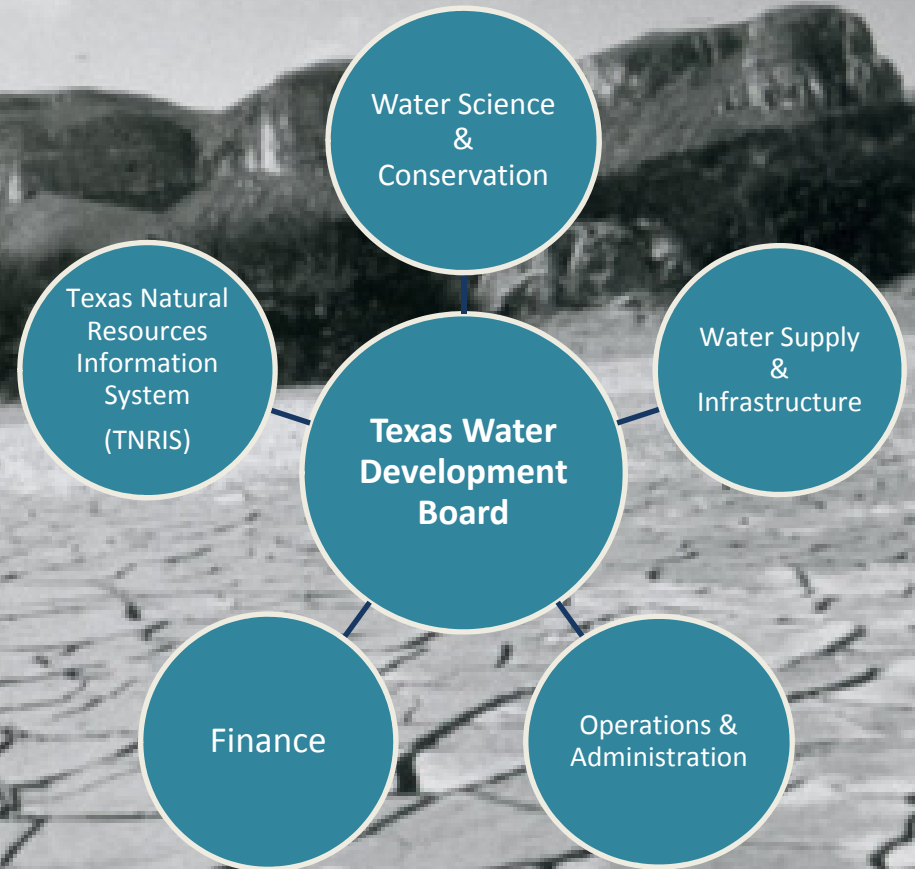 Water Science
&
Conservation
Texas Natural
Resources
Information
System
(TNRIS)
Water Supply
&
Infrastructure
Texas Water
Development
Board
Finance
Operations &
Administration